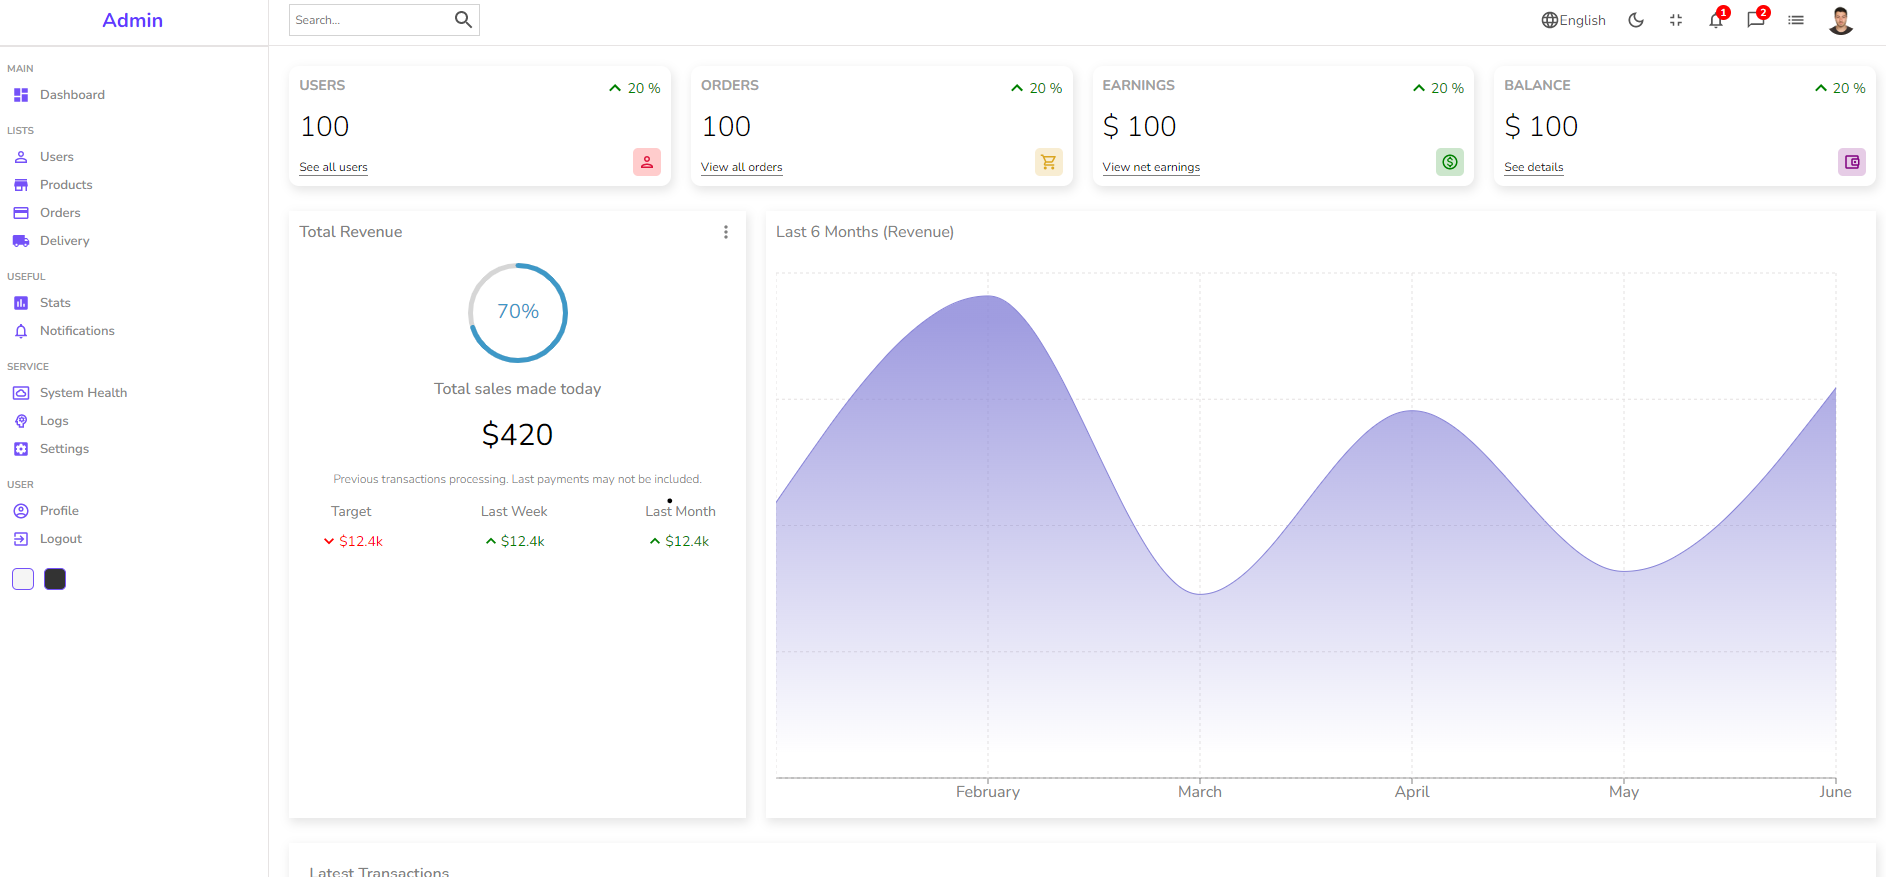 Admin
Search...
English
1
2
MAIN
Dashboard
LISTS
Users
Products
Orders
Delivery
USEFUL
Stats
Notifications
SERVICE
System Health
Logs
Settings
USER
Profile
Logout
USERS
20 %
100
See all users
ORDERS
20 %
100
View all orders
EARNINGS
20 %
$ 100
View net earnings
BALANCE
20 %
$ 100
See details
Total Revenue
70%
Total sales made today
$420
Previous transactions processing. Last payments may not be included.
Target
$12.4k
Last Week
$12.4k
Last Month
$12.4k
Last 6 Months (Revenue)
February
March
April
May
June
Latest Transactions